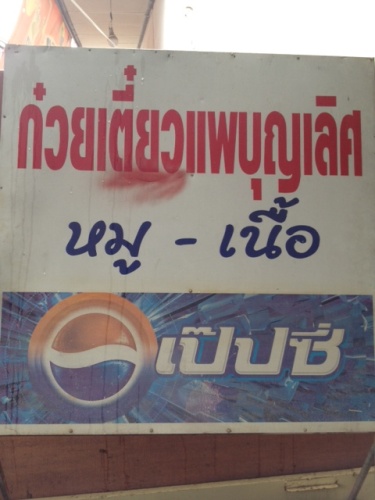 ก๋วยเตี๋ยวแพบุญเลิศ
หมู - เนื้อ
เป๊ปซี่